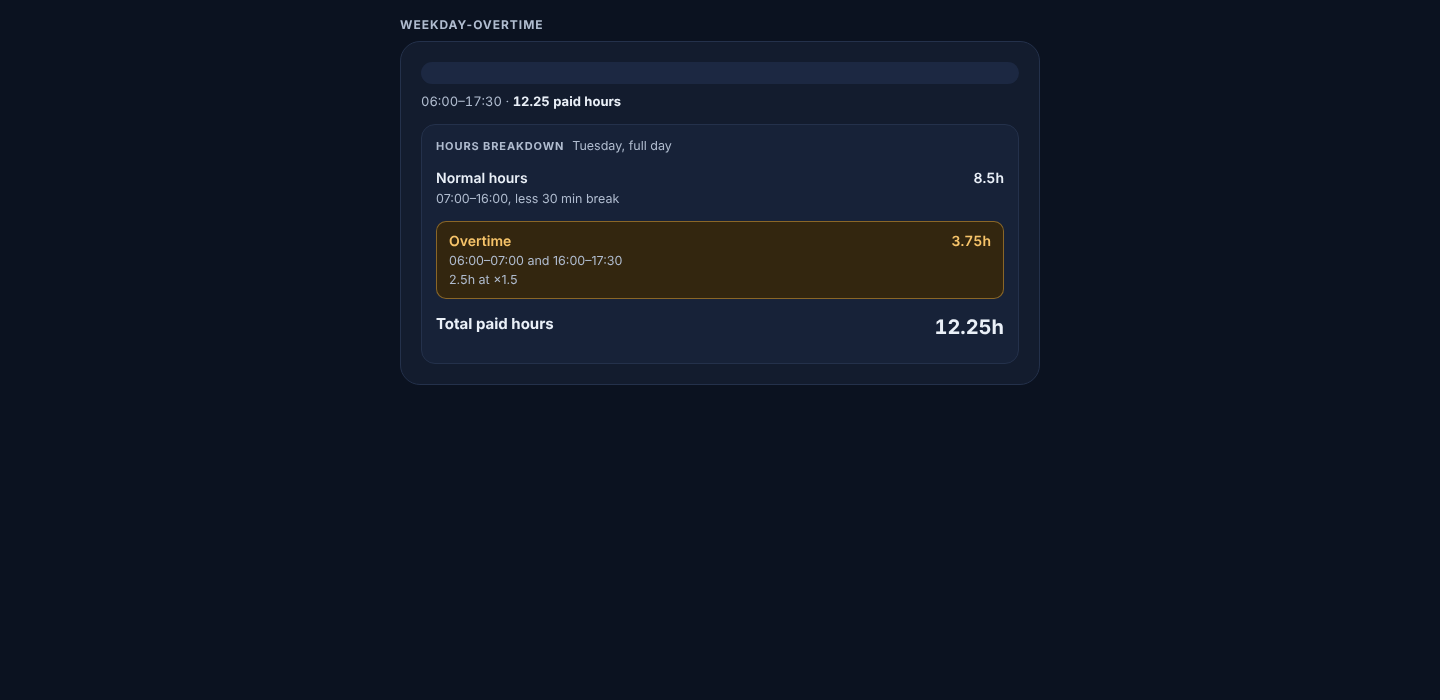 WEEKDAY-OVERTIME
06:00–17:30 · 12.25 paid hours
HOURS BREAKDOWN Tuesday, full day
Normal hours 8.5h
07:00–16:00, less 30 min break
Overtime 3.75h
06:00–07:00 and 16:00–17:30
2.5h at ×1.5
Total paid hours 12.25h